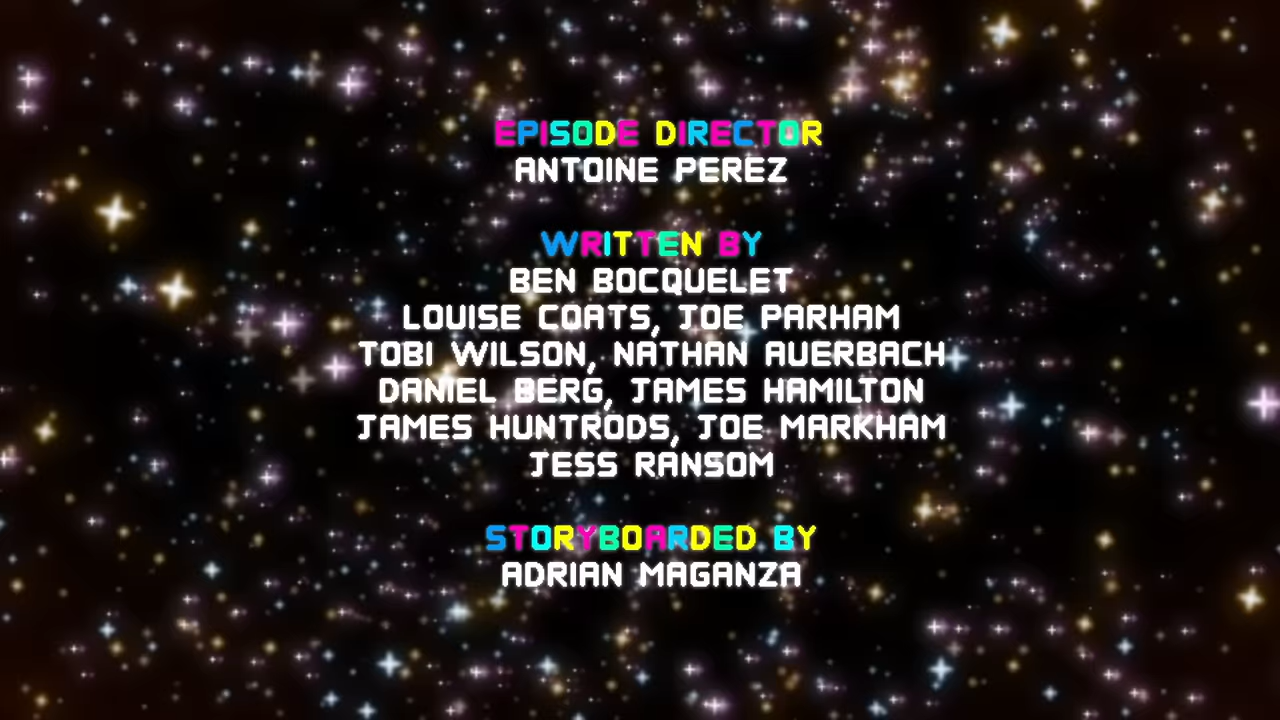 EPISODE DIRECTOR
ANTOINE PEREZ
WRITTEN BY
BEN BOCQUELET
LOUISE COATS, JOE PARHAM
TOBI WILSON, NATHAN AUERBACH
DANIEL BERG, JAMES HAMILTON
JAMES HUNTRODS, JOE MARKHAM
JESS RANSOM
STORYBOARDED BY
ADRIAN MAGANZA